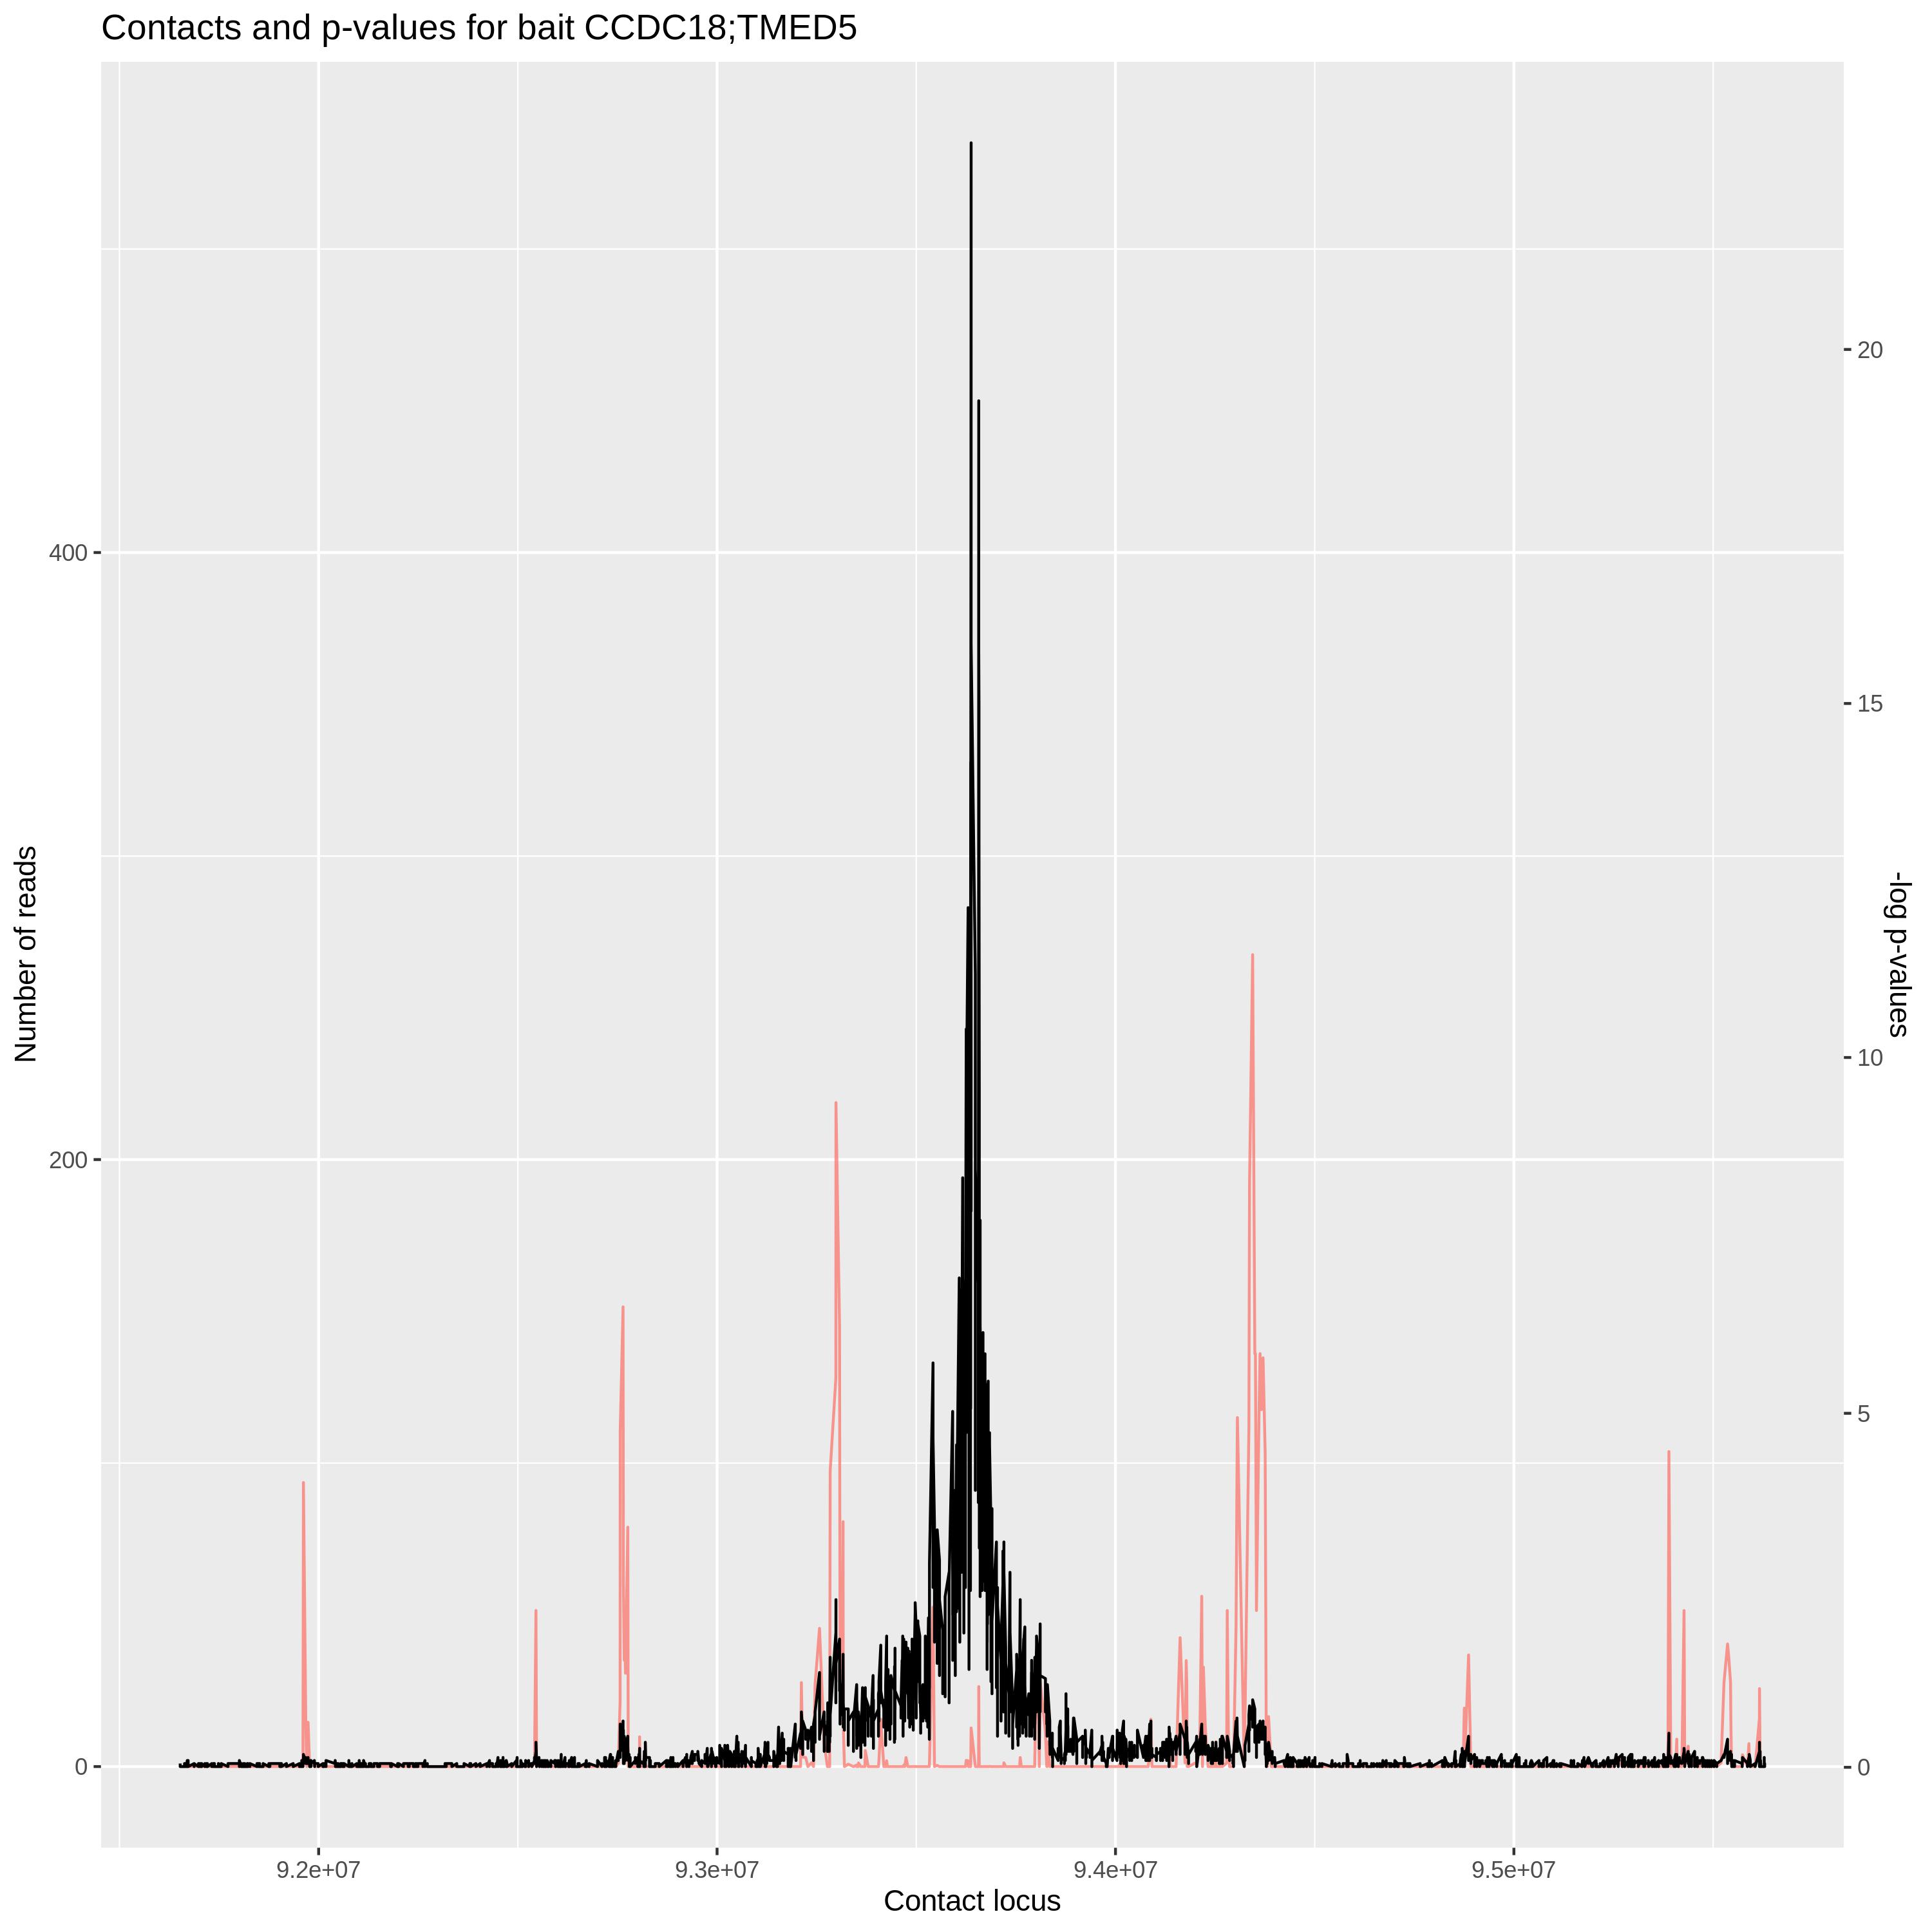 Contacts and p-values for bait CCDC18;TMED5
Number of reads
400
200
0
20
15
10
5
0
-log p-values
9.2e+07
9.3e+07
9.4e+07
9.5e+07
Contact locus